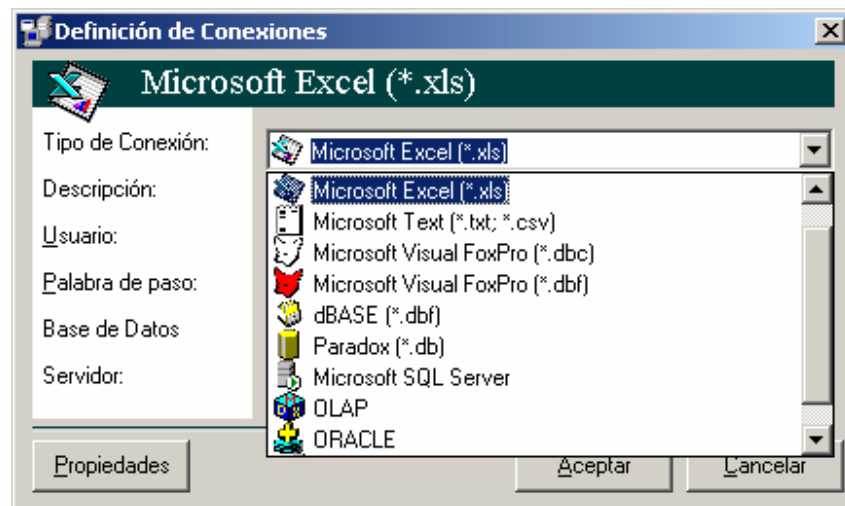 Definición de Conexiones
Microsoft Excel (*.xls)
Tipo de Conexión:
Microsoft Excel (*.xls)
Descripción:
Microsoft Excel (*.xls)
Microsoft Text (*.txt; *.csv)
Usuario:
Microsoft Visual FoxPro (*.dbc)
Palabra de paso:
Microsoft Visual FoxPro (*.dbf)
dBASE (*.dbf)
Base de Datos
Paradox (*.db)
Servidor:
Microsoft SQL Server
OLAP
ORACLE
Propiedades
Aceptar
Cancelar